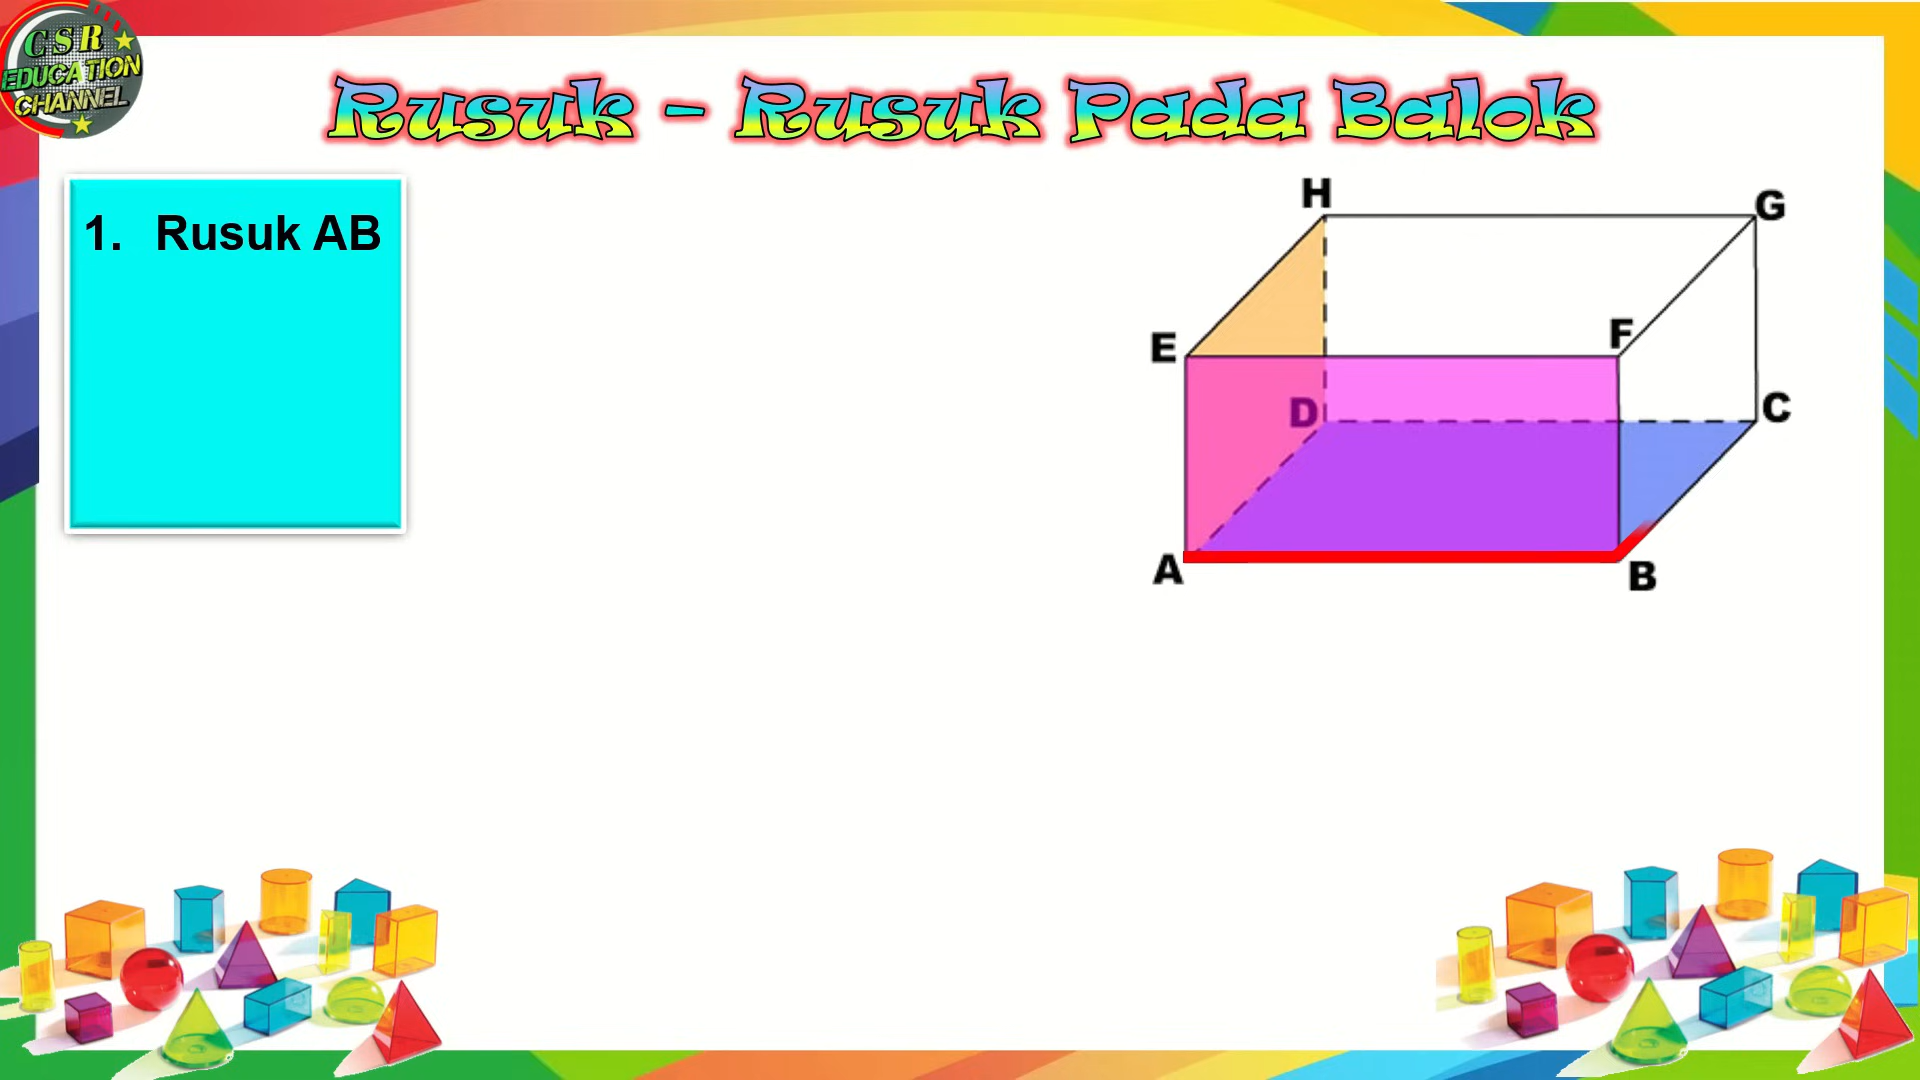 CSR
EDUCATION
CHANNEL
Rusuk - Rusuk Pada Balok
1. Rusuk AB
H
G
E
F
D
C
A
B